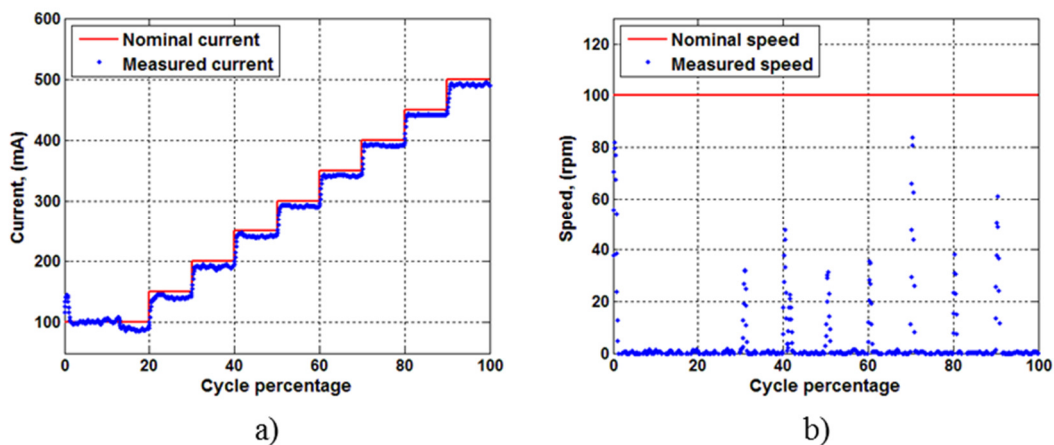 600
500
400
300
200
100
0
Current, (mA)
Nominal current
Measured current
0 20 40 60 80 100
Cycle percentage
a)
120
100
80
60
40
20
0
Speed, (rpm)
Nominal speed
Measured speed
0 20 40 60 80 100
Cycle percentage
b)